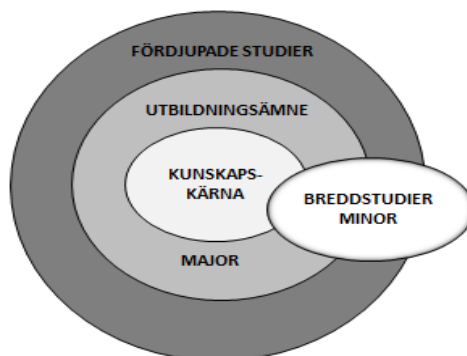 FÖRDJUPADE STUDIER
UTBILDNINGSÄMNE
KUNSKAPS-
KÄRNA
BREDDSTUDIER
MINOR
MAJOR